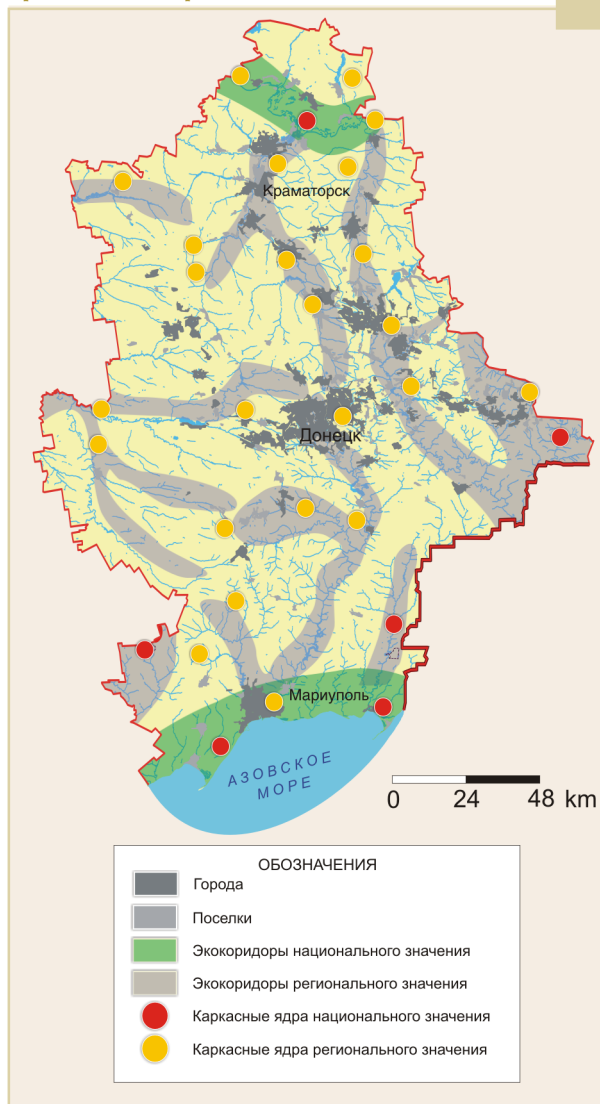 Краматорск
Донецк
Мариуполь
АЗОВСКОЕ
МОРЕ
0 24 48 km
ОБОЗНАЧЕНИЯ
Города
Поселки
Экокоридоры национального значения
Экокоридоры регионального значения
Каркасные ядра национального значения
Каркасные ядра регионального значения